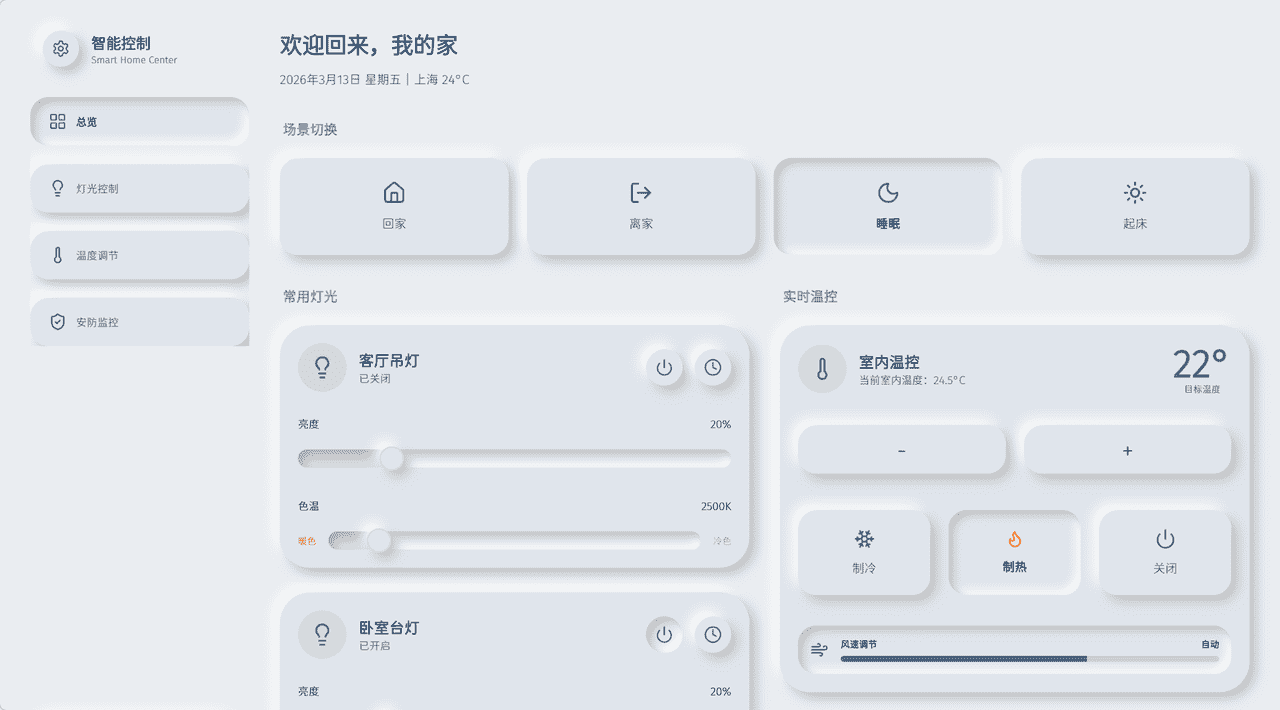 智能控制
Smart Home Center
总览
灯光控制
温度调节
安防监控
欢迎回来，我的家
2026年3月13日 星期五 | 上海 24°C
场景切换
回家
离家
睡眠
起床
常用灯光
客厅吊灯
已关闭
亮度 20%
色温 2500K
暖色 冷色
卧室台灯
已开启
亮度 20%
实时温控
室内温控
当前室内温度：24.5°C
22°
目标温度
- +
制冷
制热
关闭
风速调节 自动